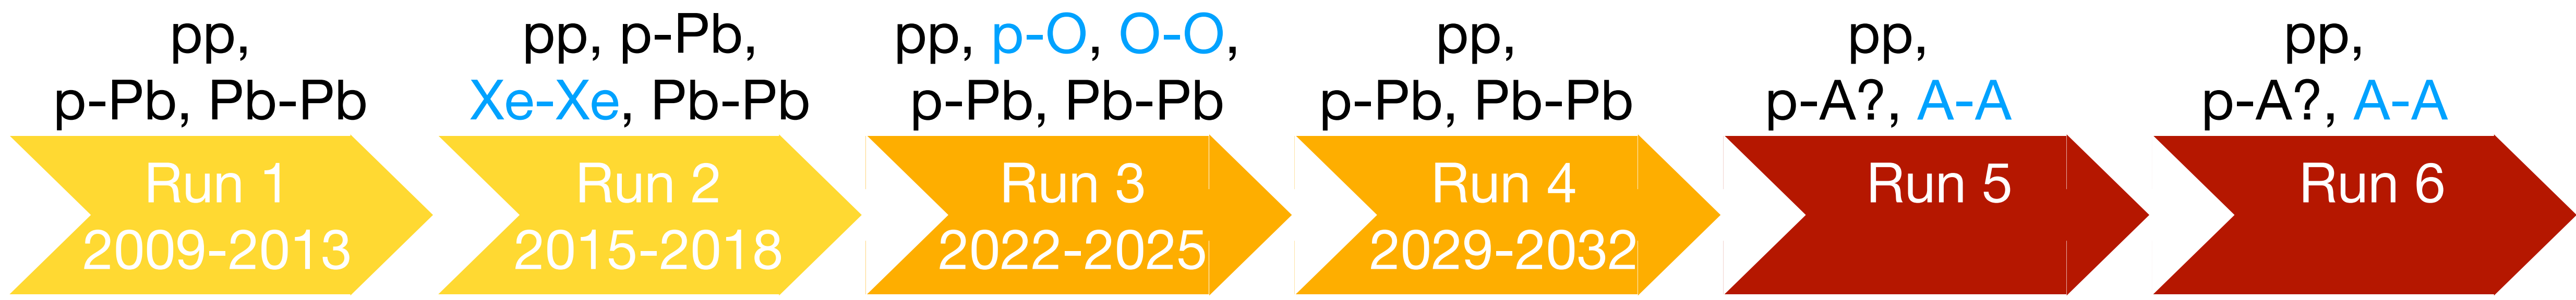 pp,
p-Pb, Pb-Pb
Run 1
2009-2013
pp, p-Pb,
Xe-Xe, Pb-Pb
Run 2
2015-2018
pp, p-O, O-O,
p-Pb, Pb-Pb
Run 3
2022-2025
pp,
p-Pb, Pb-Pb
Run 4
2029-2032
pp,
p-A?, A-A
Run 5
pp,
p-A?, A-A
Run 6